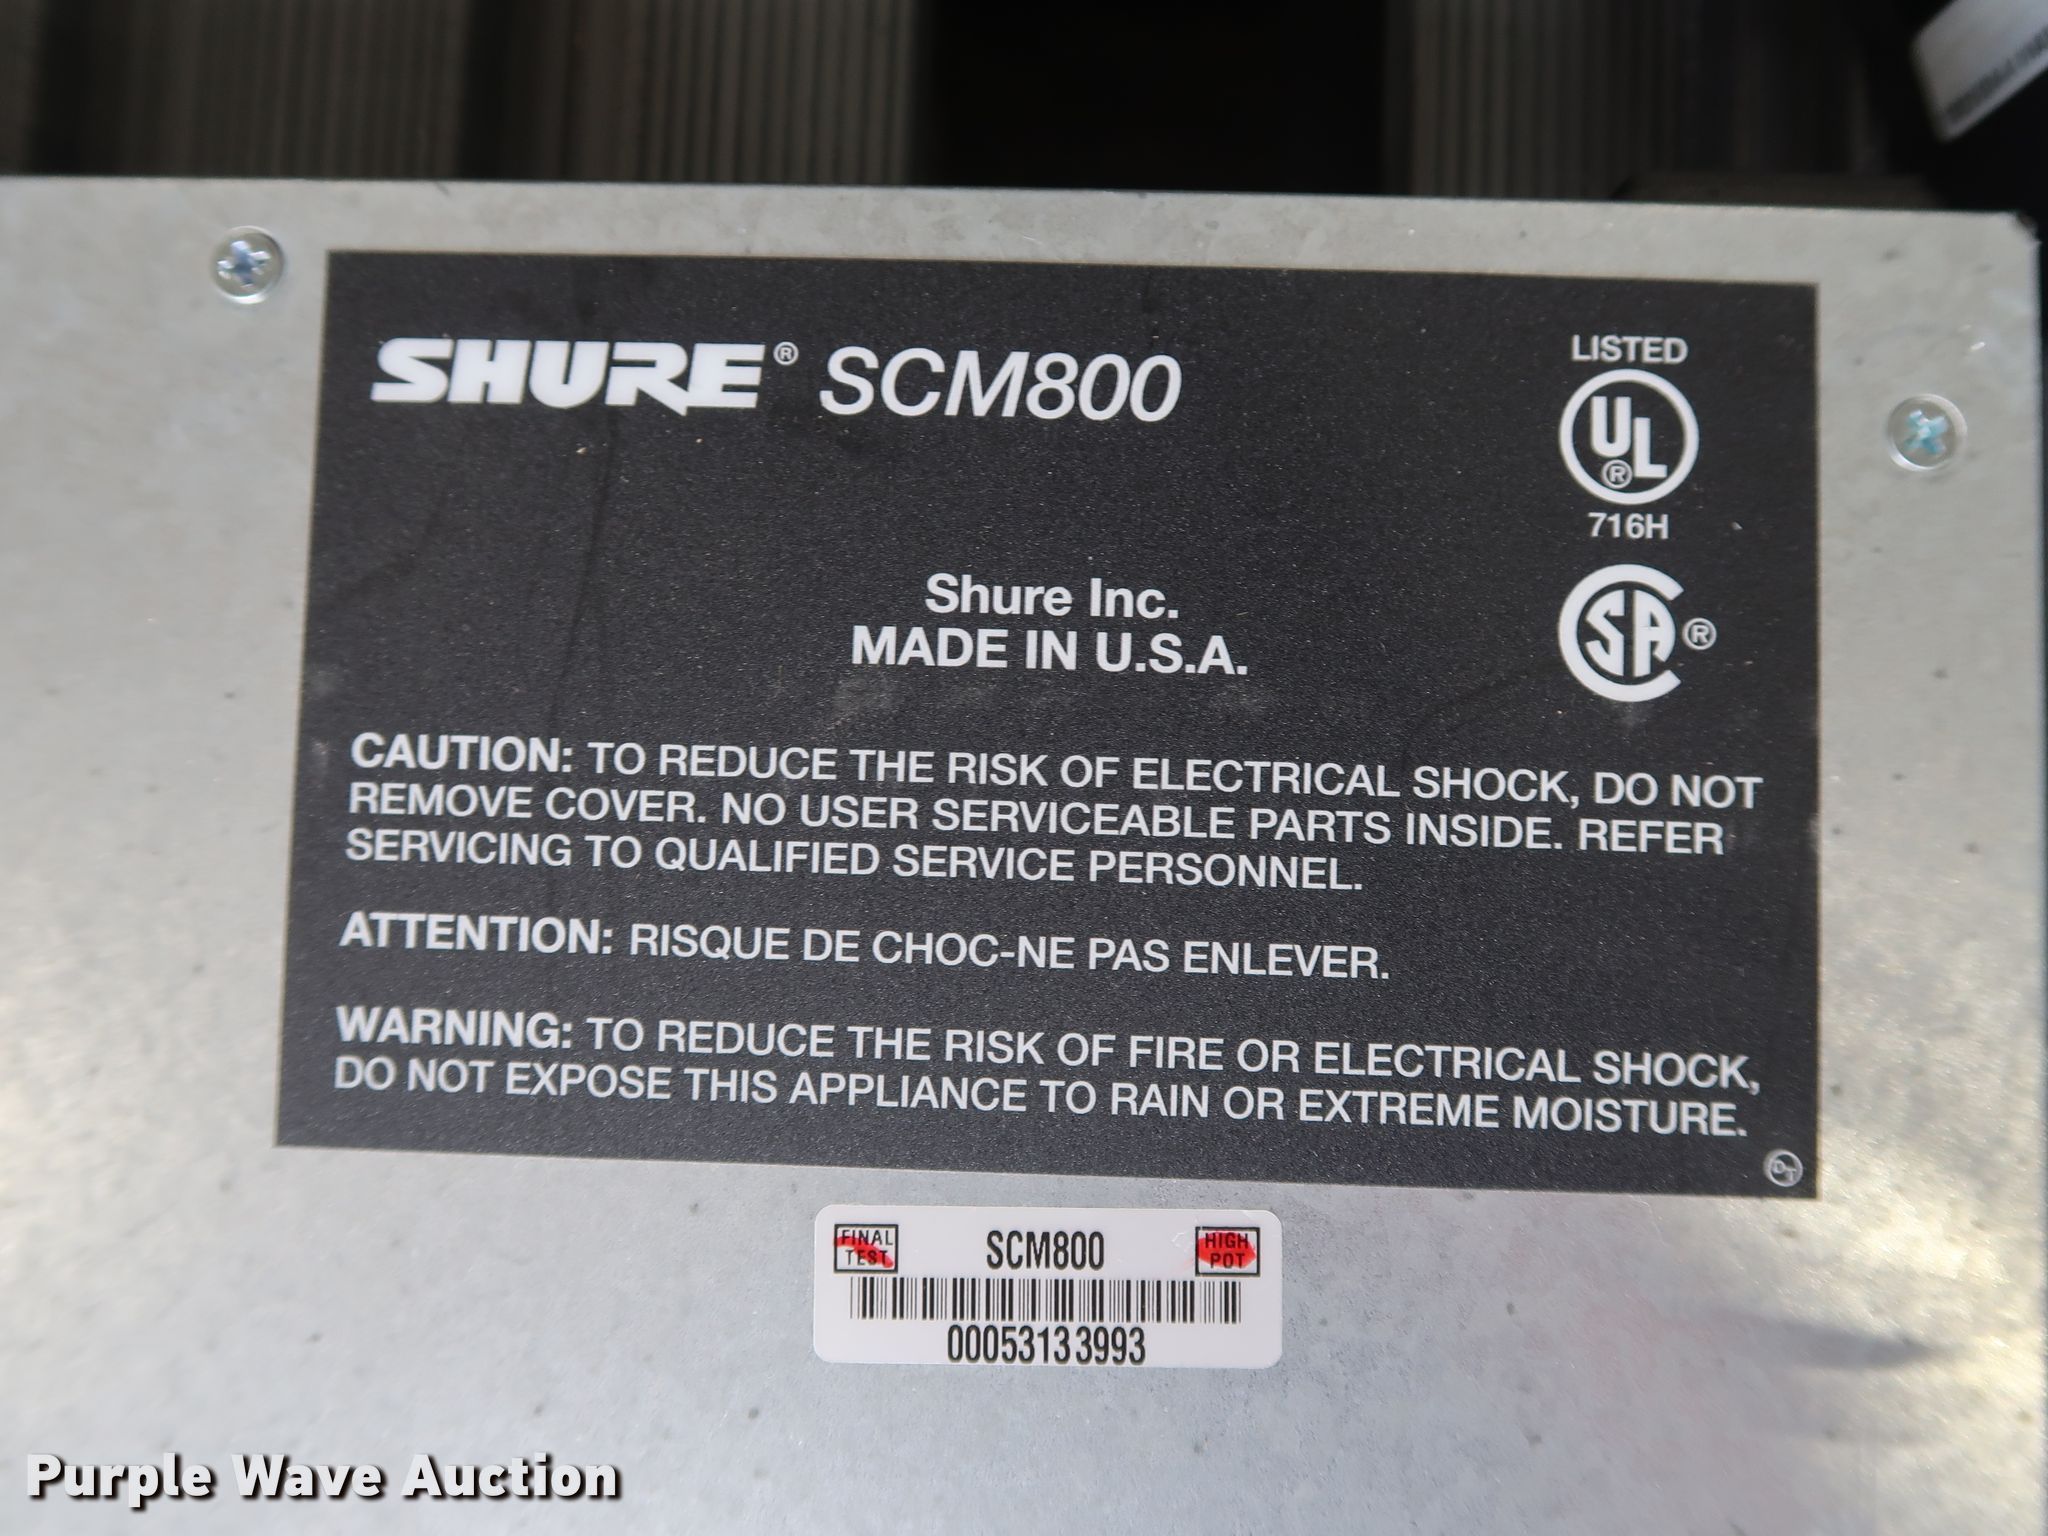 SHURE® SCM800
LISTED
UL®
716H
SA®
Shure Inc.
MADE IN U.S.A.
CAUTION: TO REDUCE THE RISK OF ELECTRICAL SHOCK, DO NOT
REMOVE COVER. NO USER SERVICEABLE PARTS INSIDE. REFER
SERVICING TO QUALIFIED SERVICE PERSONNEL.
ATTENTION: RISQUE DE CHOC-NE PAS ENLEVER.
WARNING: TO REDUCE THE RISK OF FIRE OR ELECTRICAL SHOCK,
DO NOT EXPOSE THIS APPLIANCE TO RAIN OR EXTREME MOISTURE.
DT
FINAL
TEST
SCM800
HIGH
POT
00053133993
Purple Wave Auction